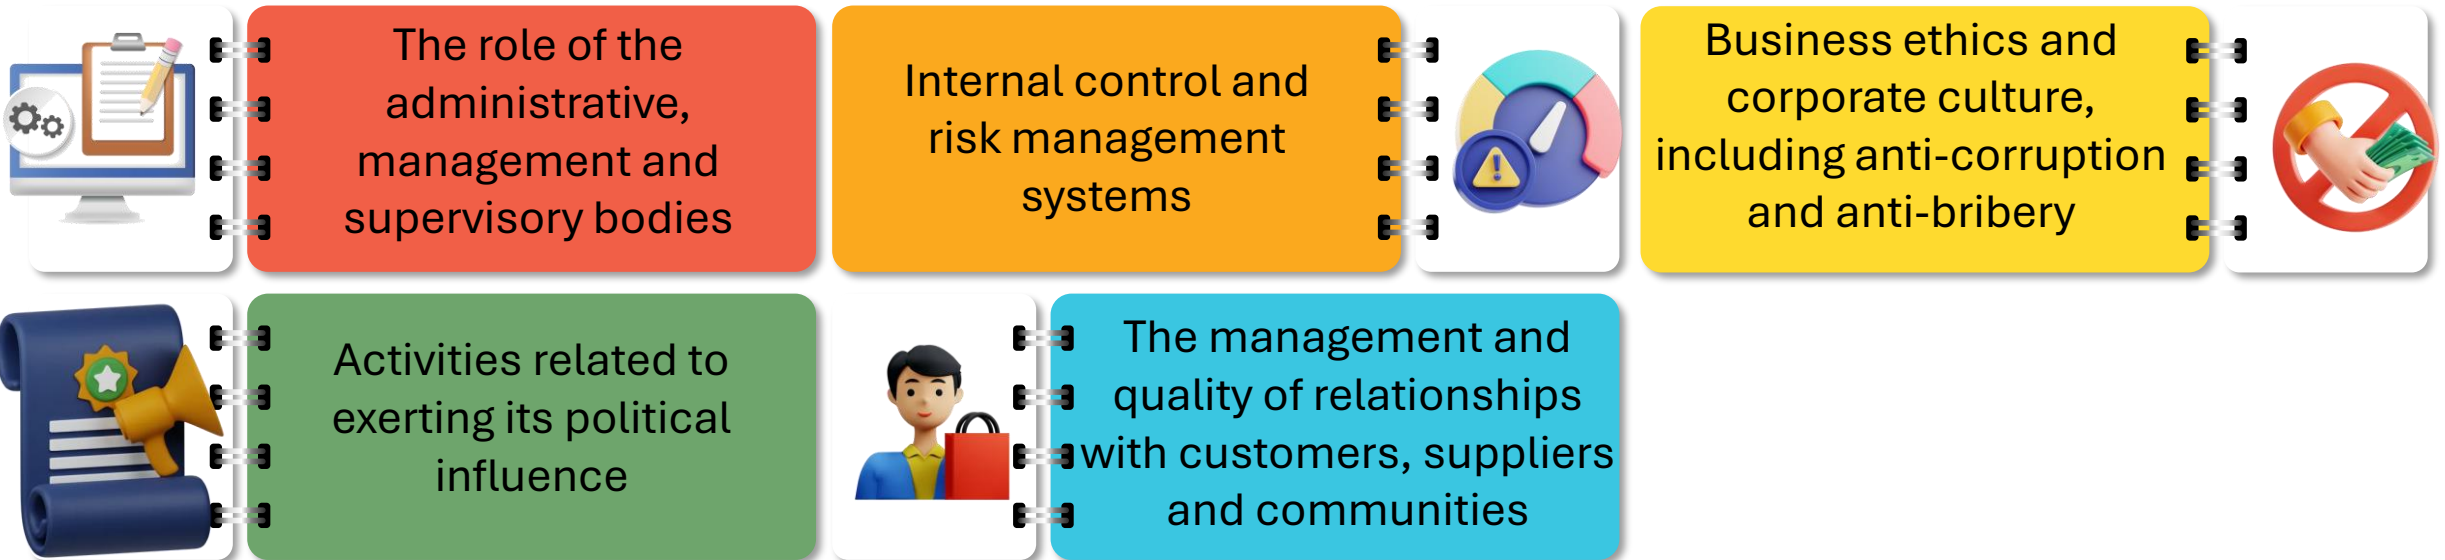 The role of the
administrative,
management and
supervisory bodies
Internal control and
risk management
systems
Business ethics and
corporate culture,
including anti-corruption
and anti-bribery
Activities related to
exerting its political
influence
The management and
quality of relationships
with customers, suppliers
and communities